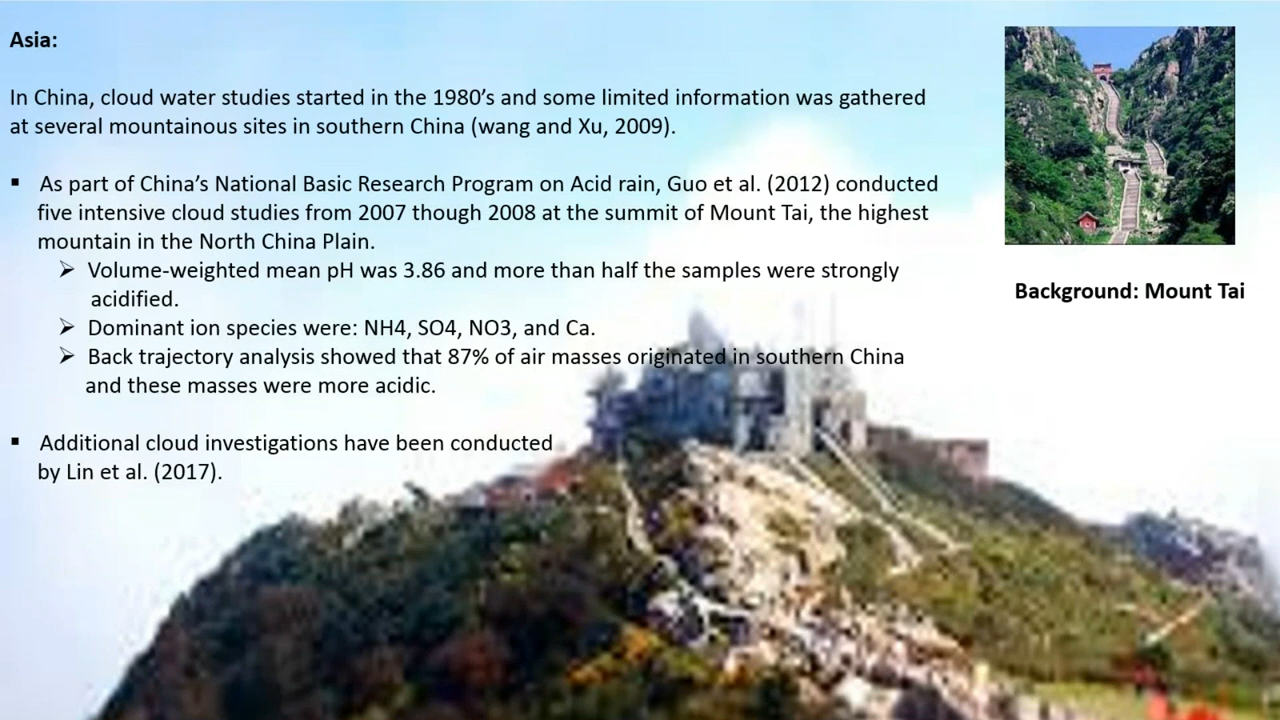 Asia:
In China, cloud water studies started in the 1980’s and some limited information was gathered
at several mountainous sites in southern China (wang and Xu, 2009).
▪ As part of China’s National Basic Research Program on Acid rain, Guo et al. (2012) conducted
five intensive cloud studies from 2007 though 2008 at the summit of Mount Tai, the highest
mountain in the North China Plain.
➢ Volume-weighted mean pH was 3.86 and more than half the samples were strongly
acidified.
➢ Dominant ion species were: NH4, SO4, NO3, and Ca.
➢ Back trajectory analysis showed that 87% of air masses originated in southern China
and these masses were more acidic.
▪ Additional cloud investigations have been conducted
by Lin et al. (2017).
Background: Mount Tai